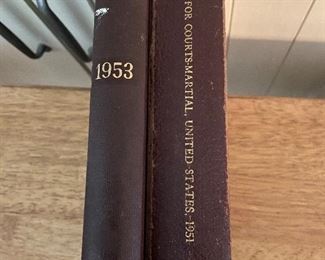 1953
FOR COURTS-MARTIAL, UNITED STATES, 1951